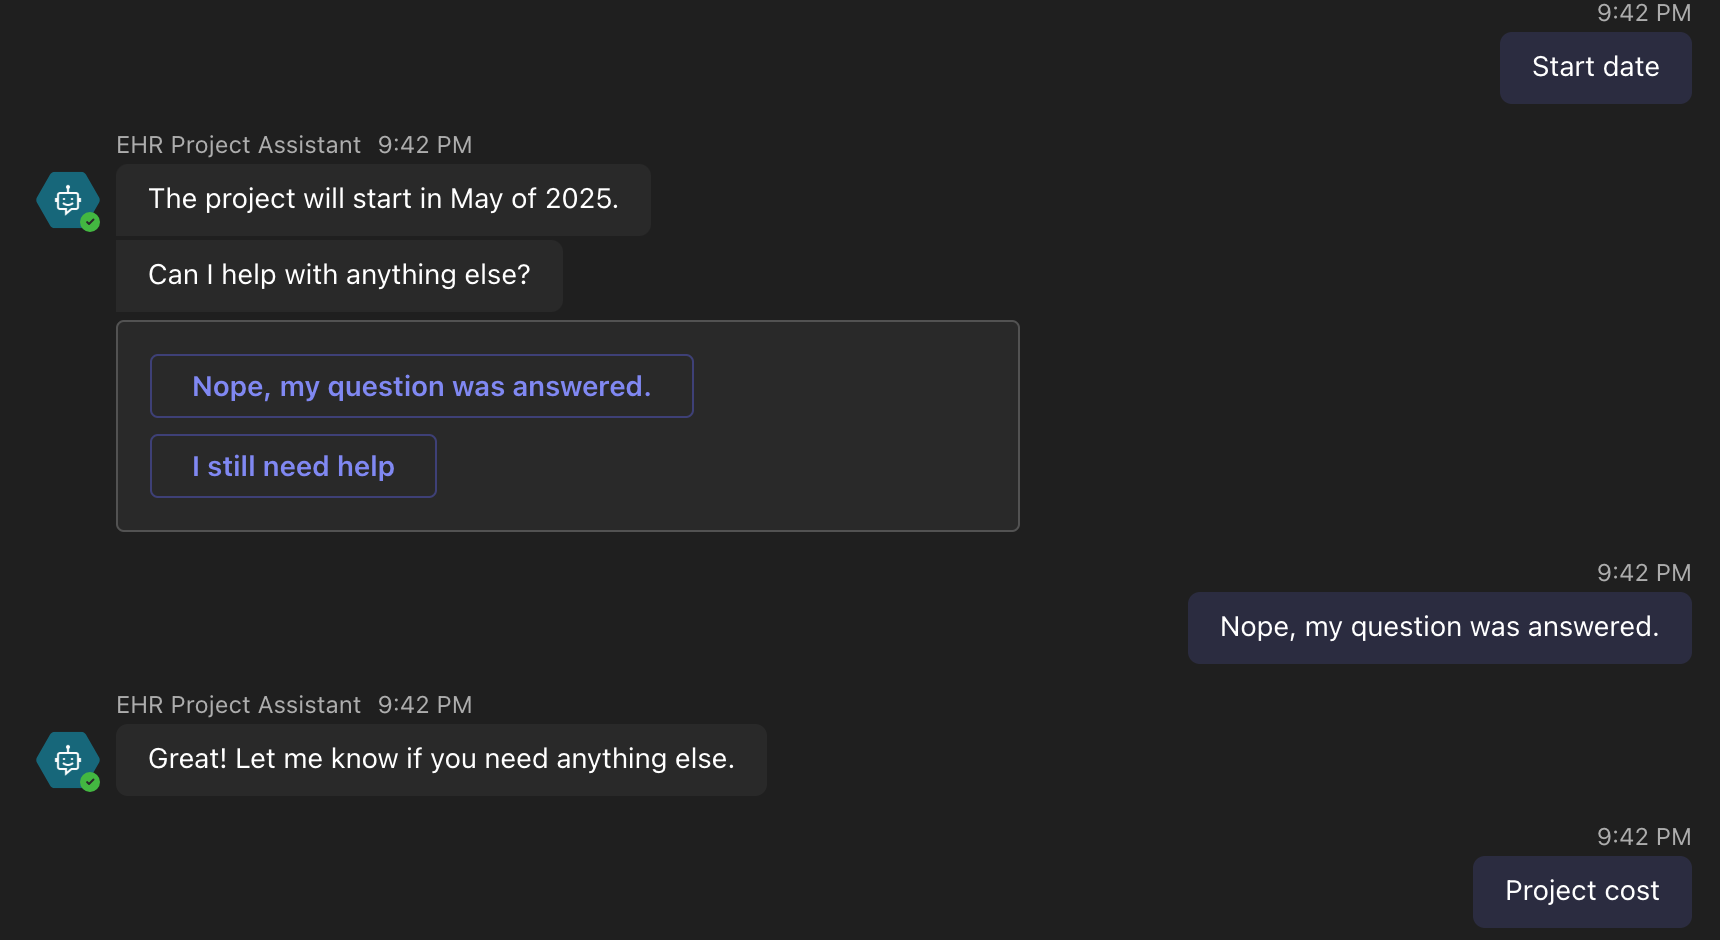 9:42 PM
Start date
EHR Project Assistant 9:42 PM
The project will start in May of 2025.
Can I help with anything else?
Nope, my question was answered.
I still need help
9:42 PM
Nope, my question was answered.
EHR Project Assistant 9:42 PM
Great! Let me know if you need anything else.
9:42 PM
Project cost